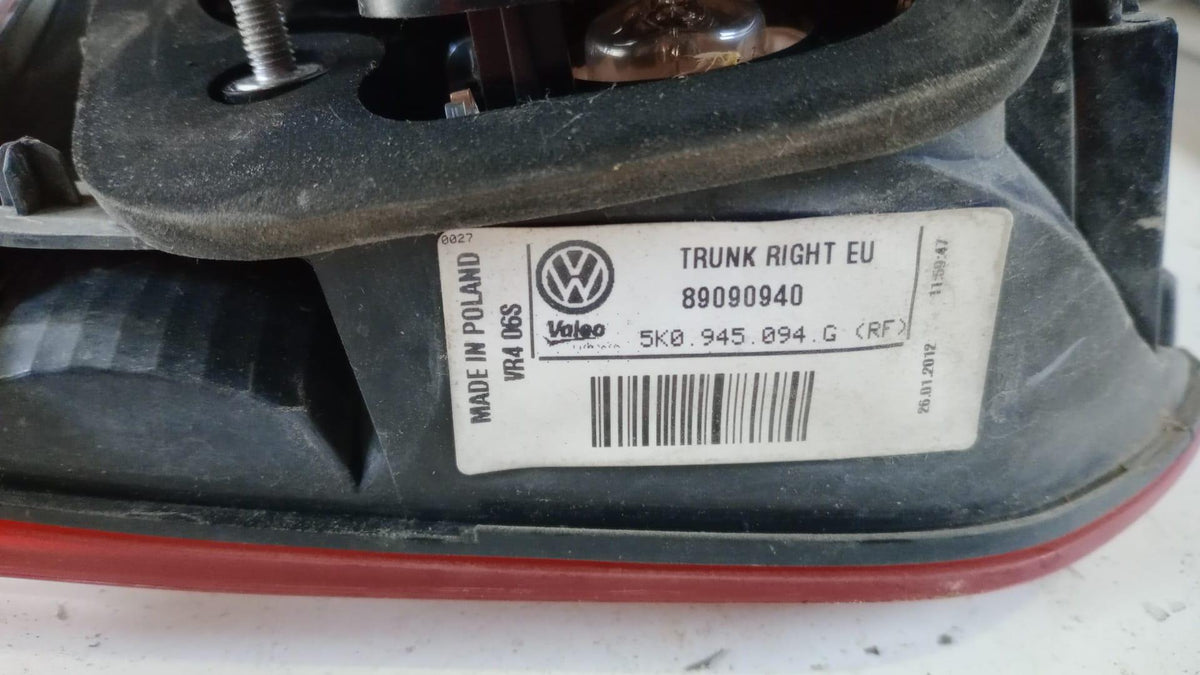 0027
MADE IN POLAND
VR4 06S
TRUNK RIGHT EU
89090940
Valeo
5K0.945.094.G (RF)
26.01.2012 11:59:47